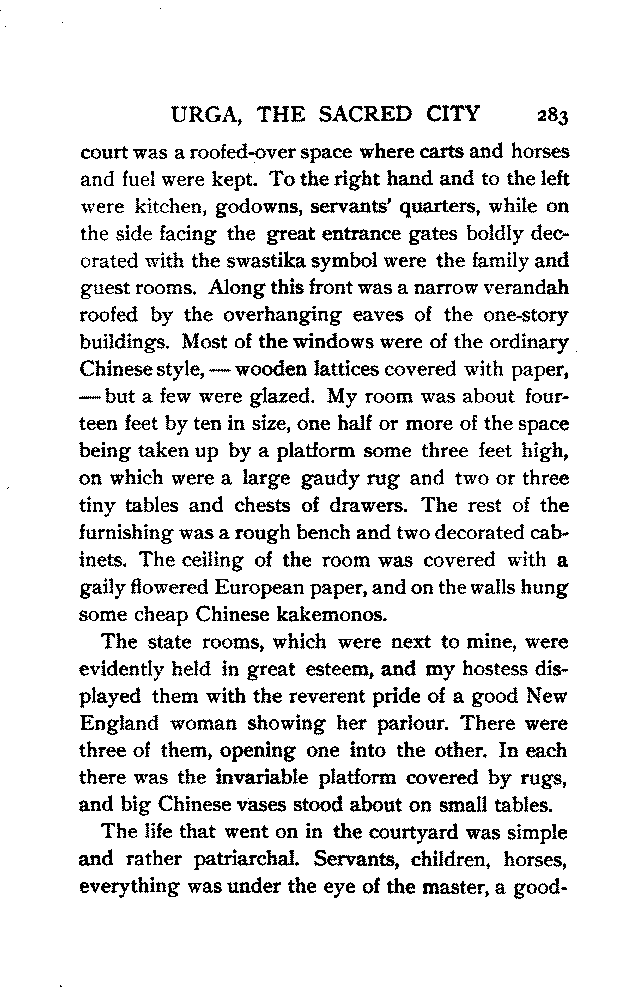 URGA, THE SACRED CITY 283
court was a roofed-over space where carts and horses
and fuel were kept. To the right hand and to the left
were kitchen, godowns, servants' quarters, while on
the side facing the great entrance gates boldly dec-
orated with the swastika symbol were the family and
guest rooms. Along this front was a narrow verandah
roofed by the overhanging eaves of the one-story
buildings. Most of the windows were of the ordinary
Chinese style, — wooden lattices covered with paper,
— but a few were glazed. My room was about four-
teen feet by ten in size, one half or more of the space
being taken up by a platform some three feet high,
on which were a large gaudy rug and two or three
tiny tables and chests of drawers. The rest of the
furnishing was a rough bench and two decorated cab-
inets. The ceiling of the room was covered with a
gaily flowered European paper, and on the walls hung
some cheap Chinese kakemonos.
The state rooms, which were next to mine, were
evidently held in great esteem, and my hostess dis-
played them with the reverent pride of a good New
England woman showing her parlour. There were
three of them, opening one into the other. In each
there was the invariable platform covered by rugs,
and big Chinese vases stood about on small tables.
The life that went on in the courtyard was simple
and rather patriarchal. Servants, children, horses,
everything was under the eye of the master, a good-